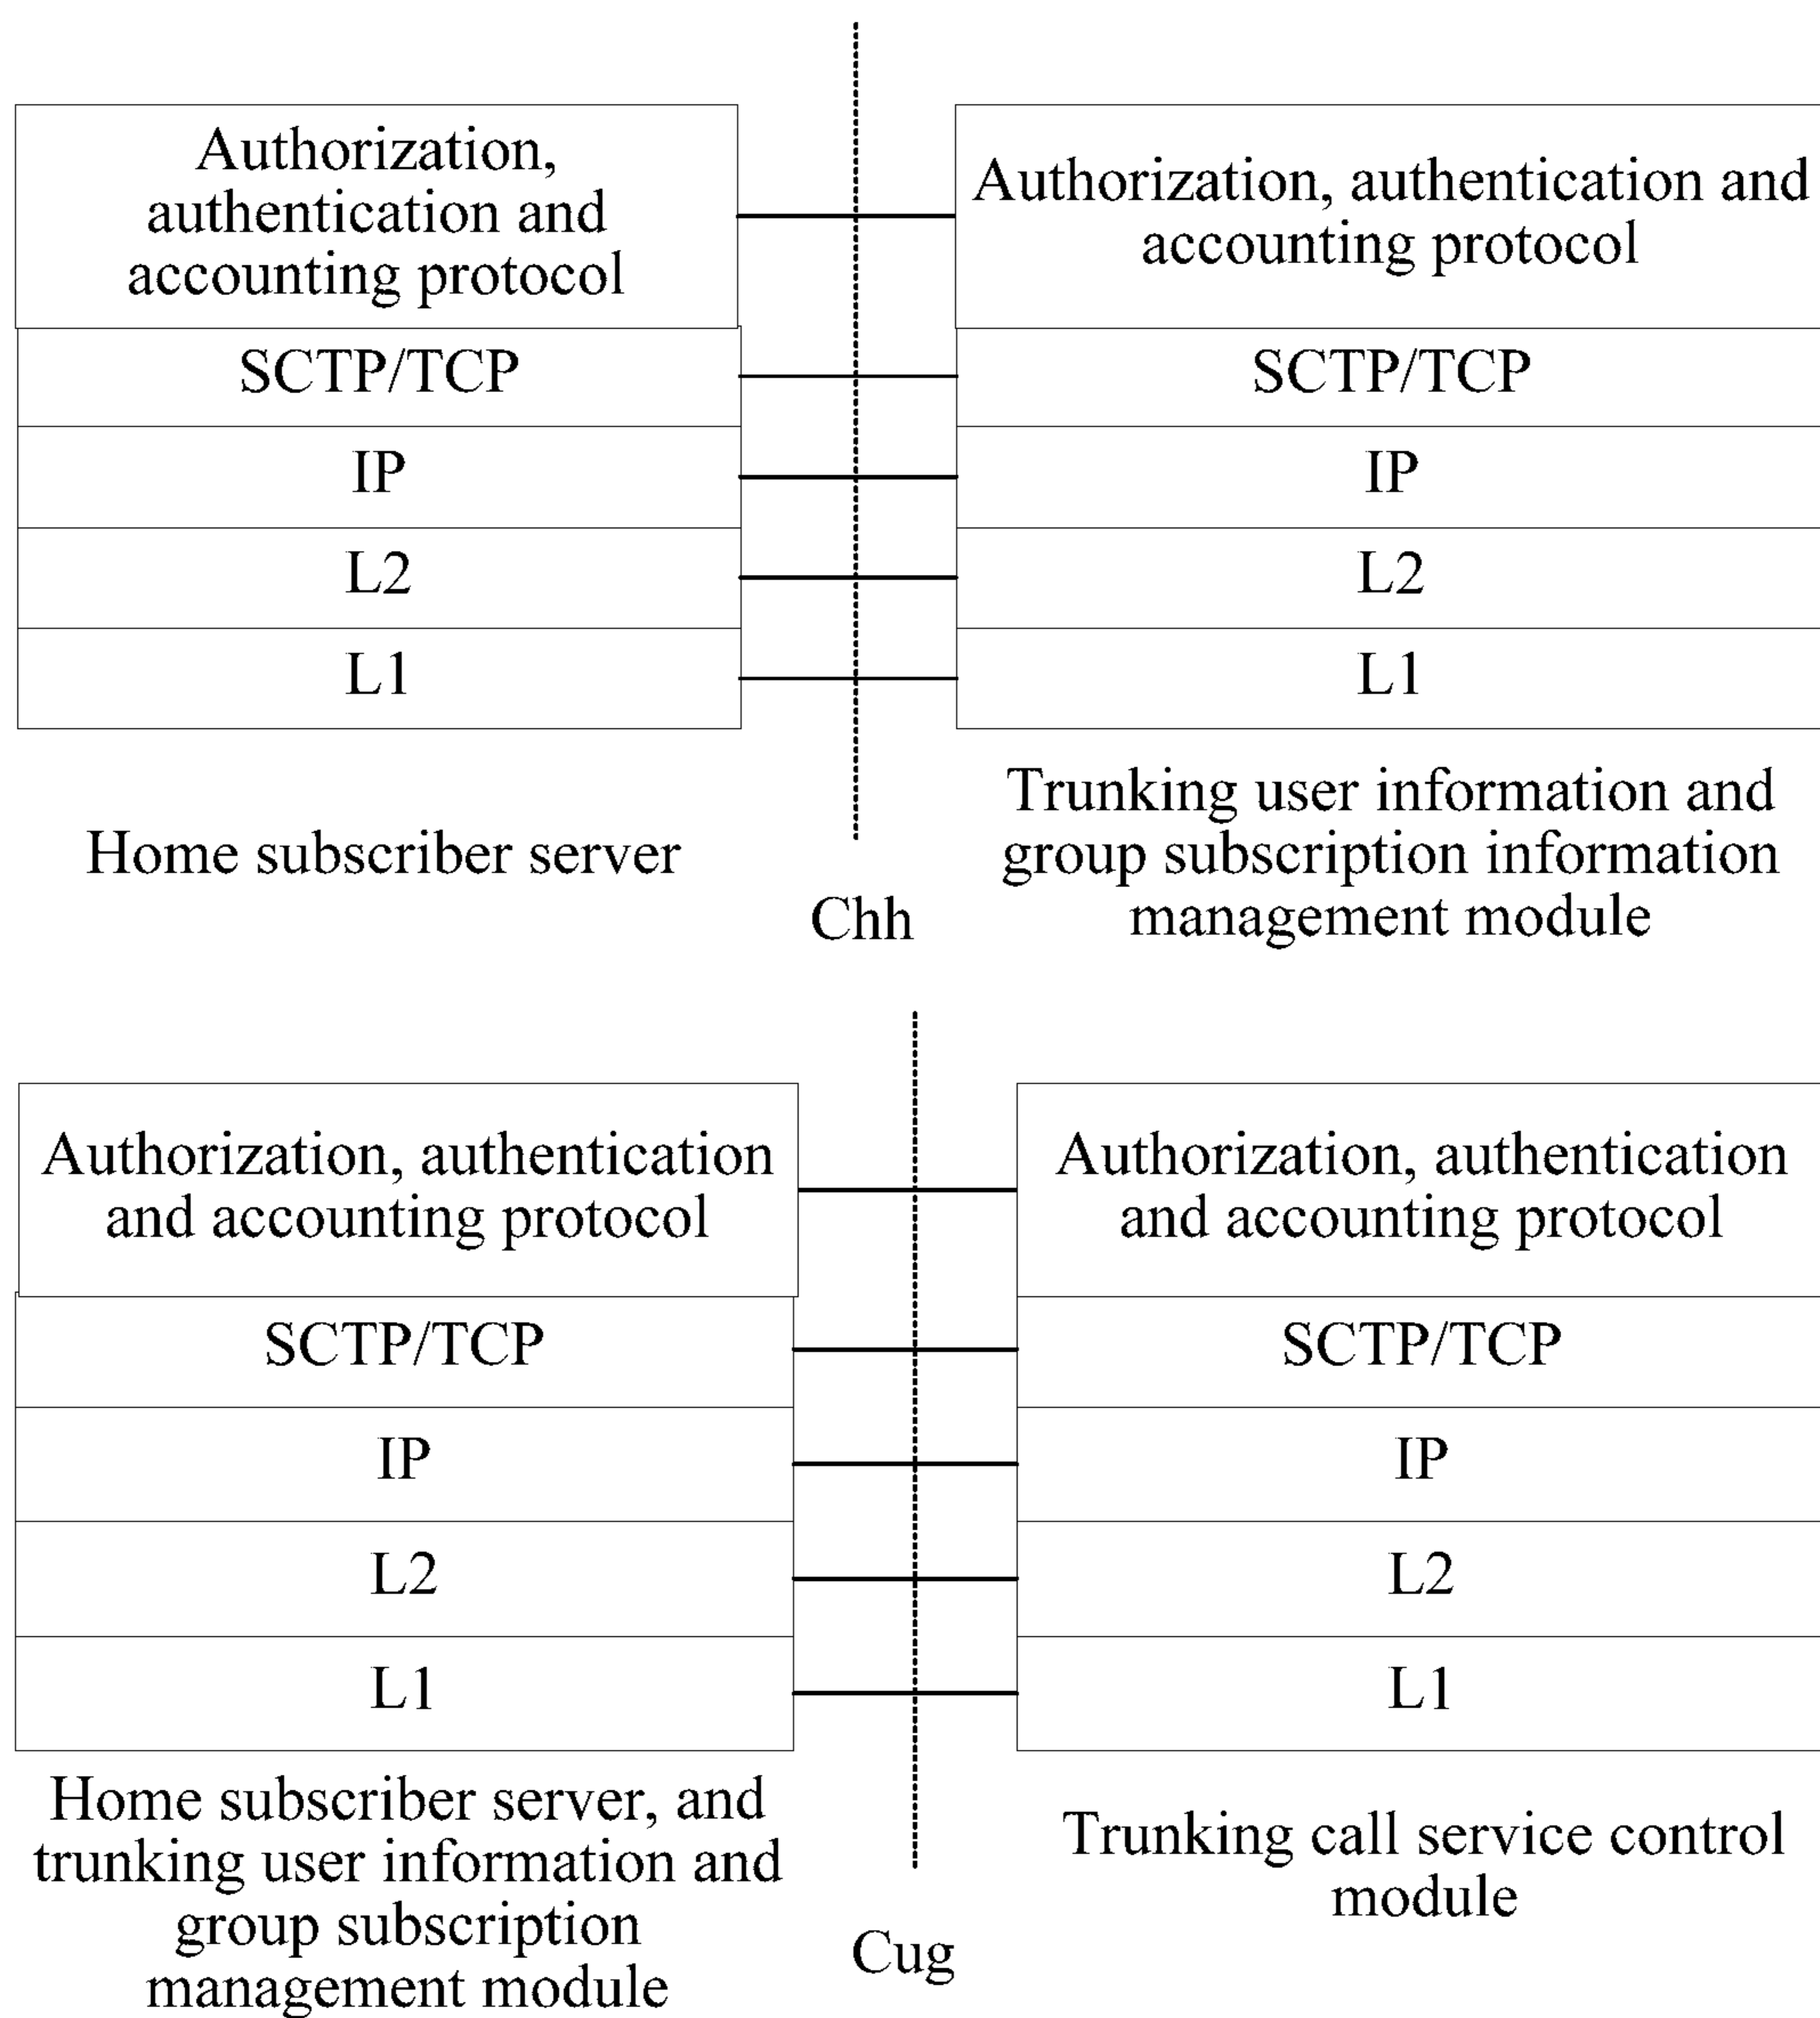 Authorization,
authentication and
accounting protocol
SCTP/TCP
IP
L2
L1
Home subscriber server
Authorization, authentication and
accounting protocol
SCTP/TCP
IP
L2
L1
Trunking user information and
group subscription information
management module
Chh
Authorization, authentication
and accounting protocol
SCTP/TCP
IP
L2
L1
Home subscriber server, and
trunking user information and
group subscription
management module
Authorization, authentication
and accounting protocol
SCTP/TCP
IP
L2
L1
Trunking call service control
module
Cug